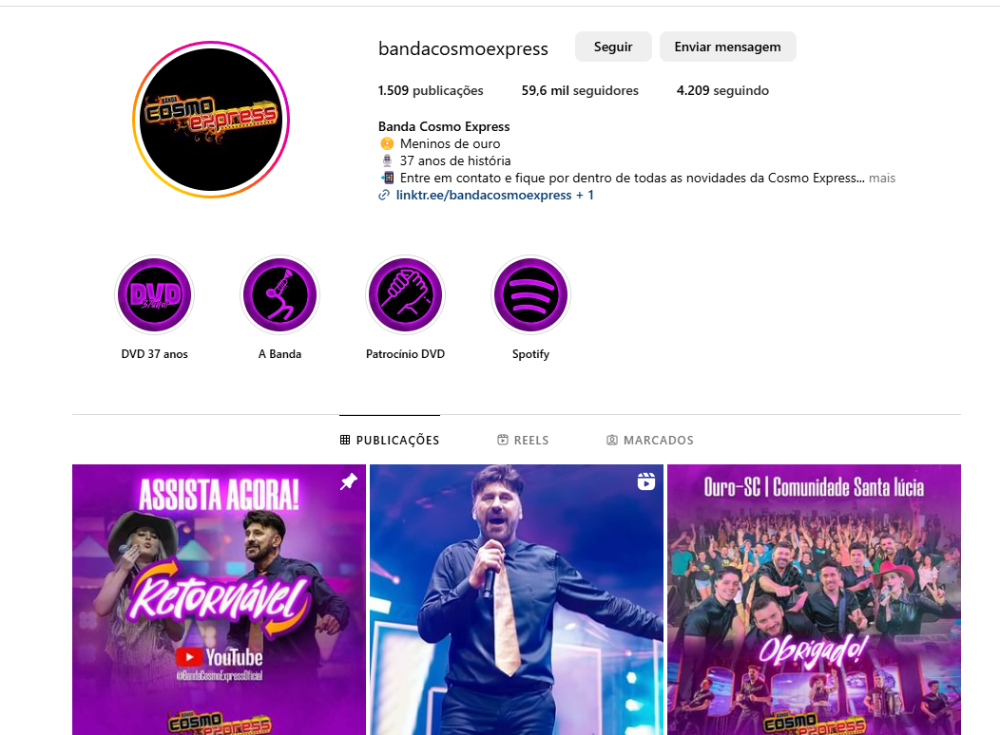 BANDA
COSMO
express
bandacosmoexpress
Seguir
Enviar mensagem
1.509 publicações
59,6 mil seguidores
4.209 seguindo
Banda Cosmo Express
Meninos de ouro
37 anos de história
Entre em contato e fique por dentro de todas as novidades da Cosmo Express... mais
linktr.ee/bandacosmoexpress + 1
DVD
DVD 37 anos
A Banda
Patrocínio DVD
Spotify
PUBLICAÇÕES
REELS
MARCADOS
ASSISTA AGORA!
Retornável
YouTube
@BandaCosmoExpressOficial
BANDA
COSMO
express
Ouro-SC | Comunidade Santa lúcia
Obrigado!
BANDA
COSMO
express